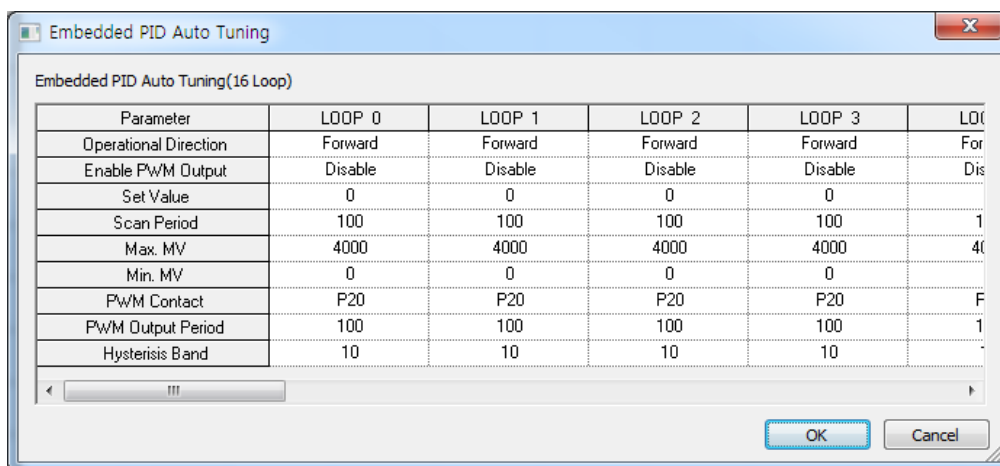 Embedded PID Auto Tuning
Embedded PID Auto Tuning(16 Loop)
Parameter LOOP 0 LOOP 1 LOOP 2 LOOP 3
Operational Direction Forward Forward Forward Forward
Enable PWM Output Disable Disable Disable Disable
Set Value 0 0 0 0
Scan Period 100 100 100 100
Max. MV 4000 4000 4000 4000
Min. MV 0 0 0 0
PWM Contact P20 P20 P20 P20
PWM Output Period 100 100 100 100
Hysterisis Band 10 10 10 10
OK Cancel